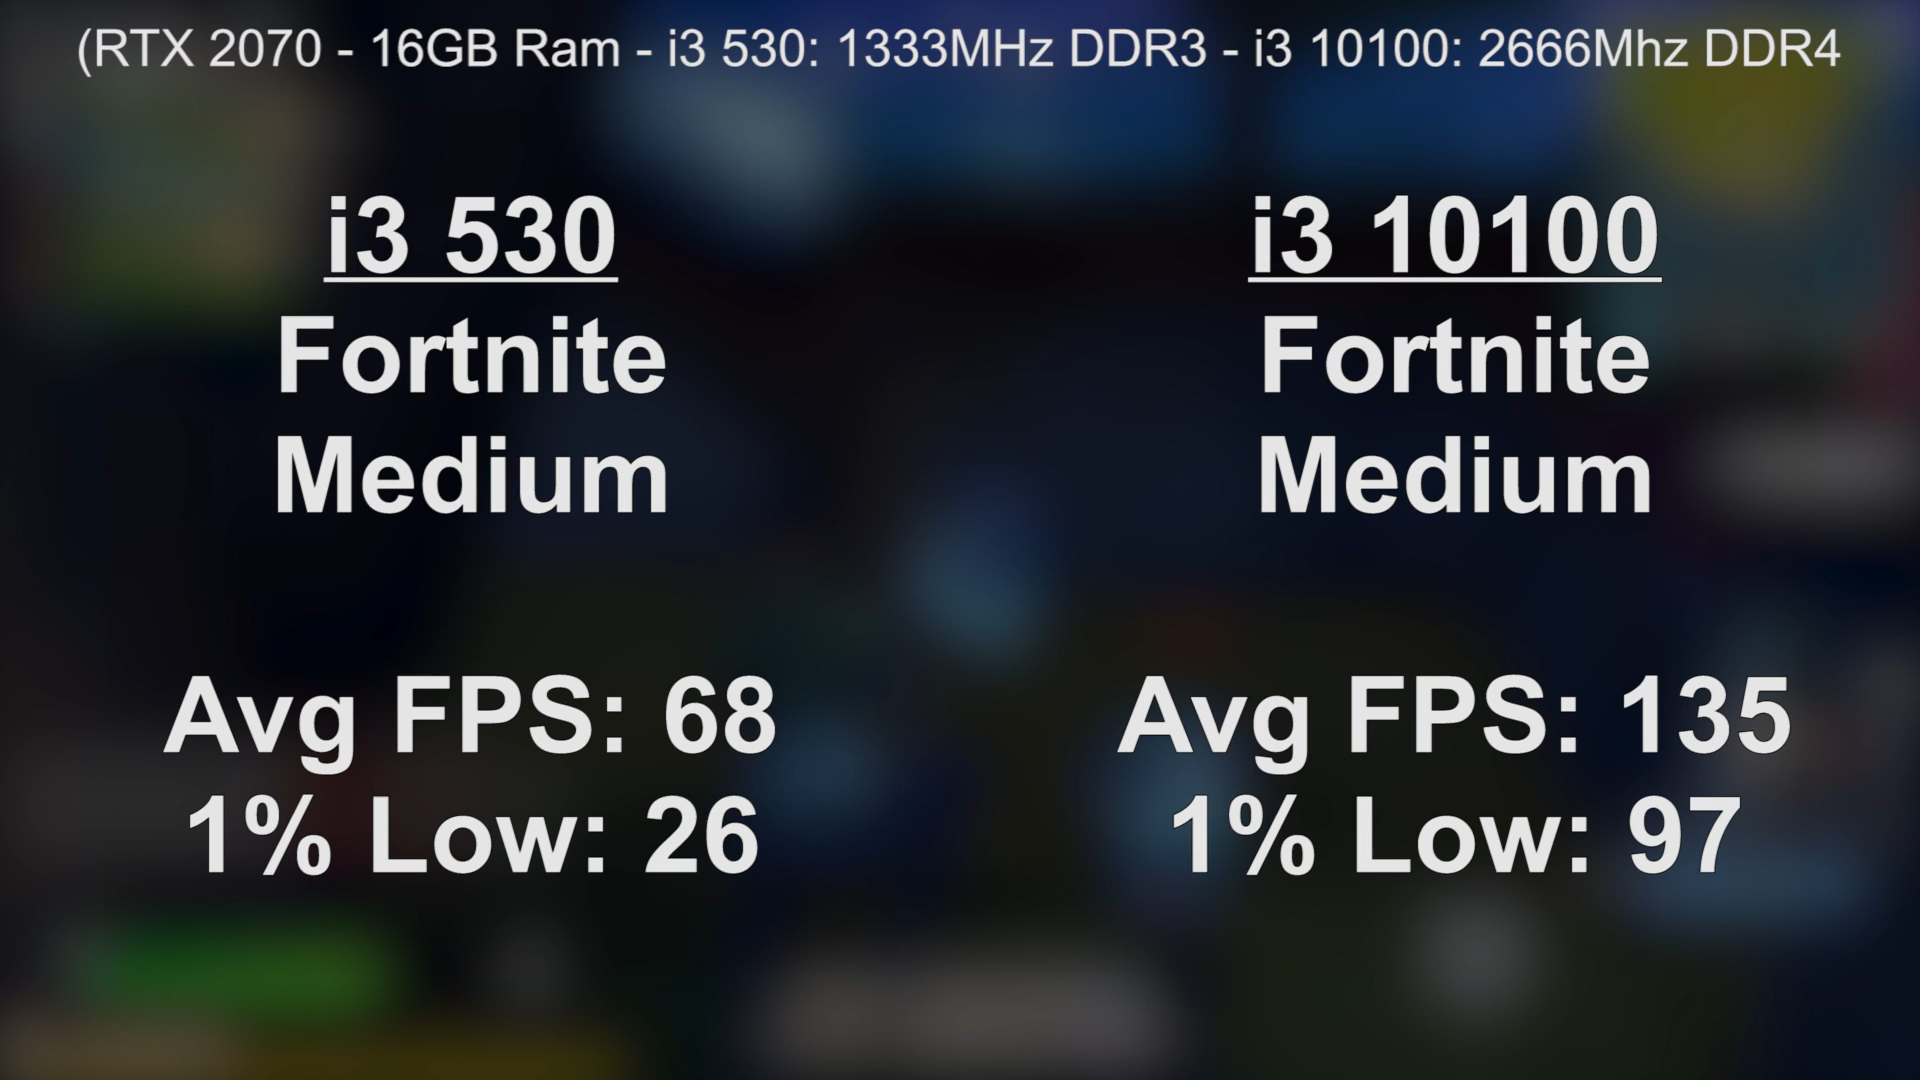 (RTX 2070 - 16GB Ram - i3 530: 1333MHz DDR3 - i3 10100: 2666Mhz DDR4
i3 530
Fortnite
Medium
Avg FPS: 68
1% Low: 26
i3 10100
Fortnite
Medium
Avg FPS: 135
1% Low: 97